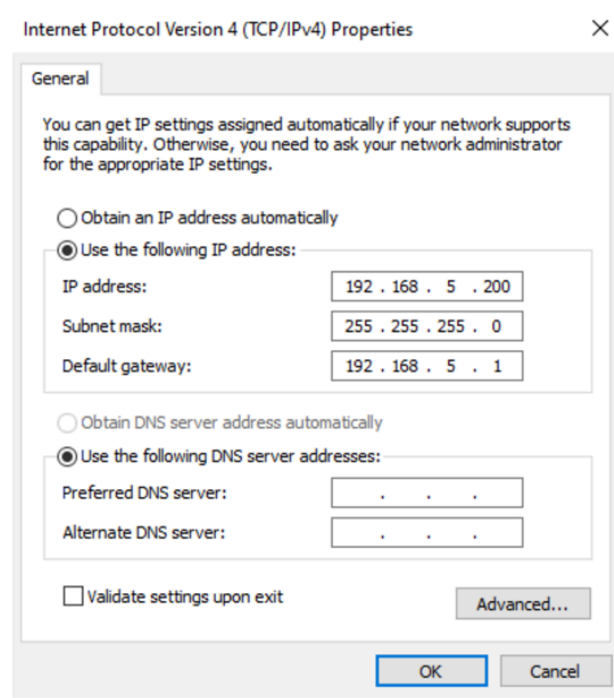 Internet Protocol Version 4 (TCP/IPv4) Properties
General
You can get IP settings assigned automatically if your network supports
this capability. Otherwise, you need to ask your network administrator
for the appropriate IP settings.
Obtain an IP address automatically
Use the following IP address:
IP address: 192 . 168 . 5 . 200
Subnet mask: 255 . 255 . 255 . 0
Default gateway: 192 . 168 . 5 . 1
Obtain DNS server address automatically
Use the following DNS server addresses:
Preferred DNS server: . . .
Alternate DNS server: . . .
Validate settings upon exit
Advanced...
OK Cancel